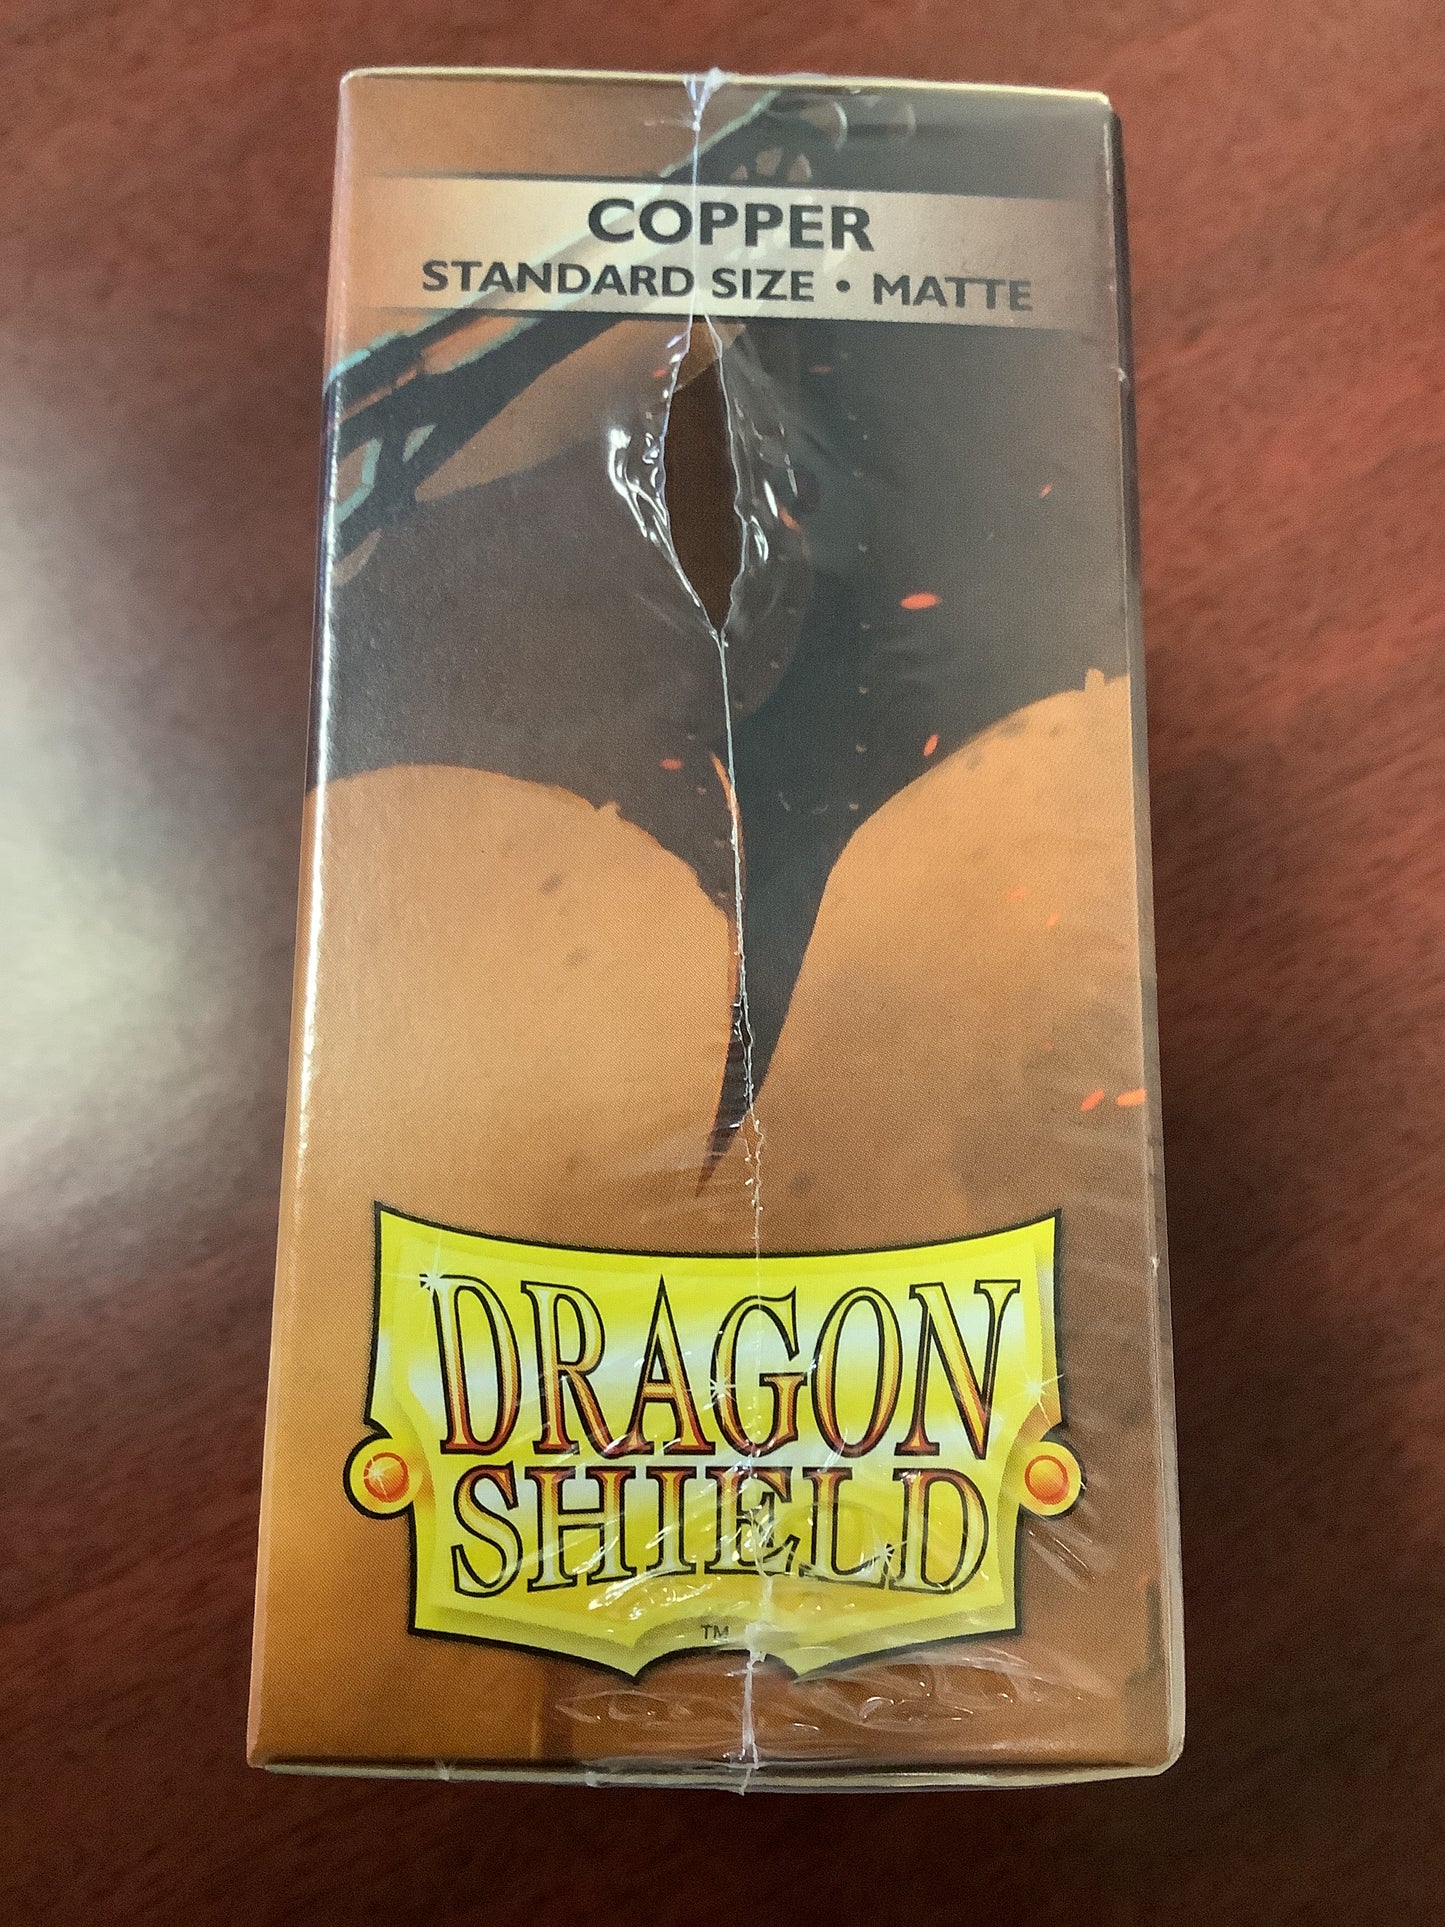 COPPER
STANDARD SIZE • MATTE
DRAGON
SHIELD
TM